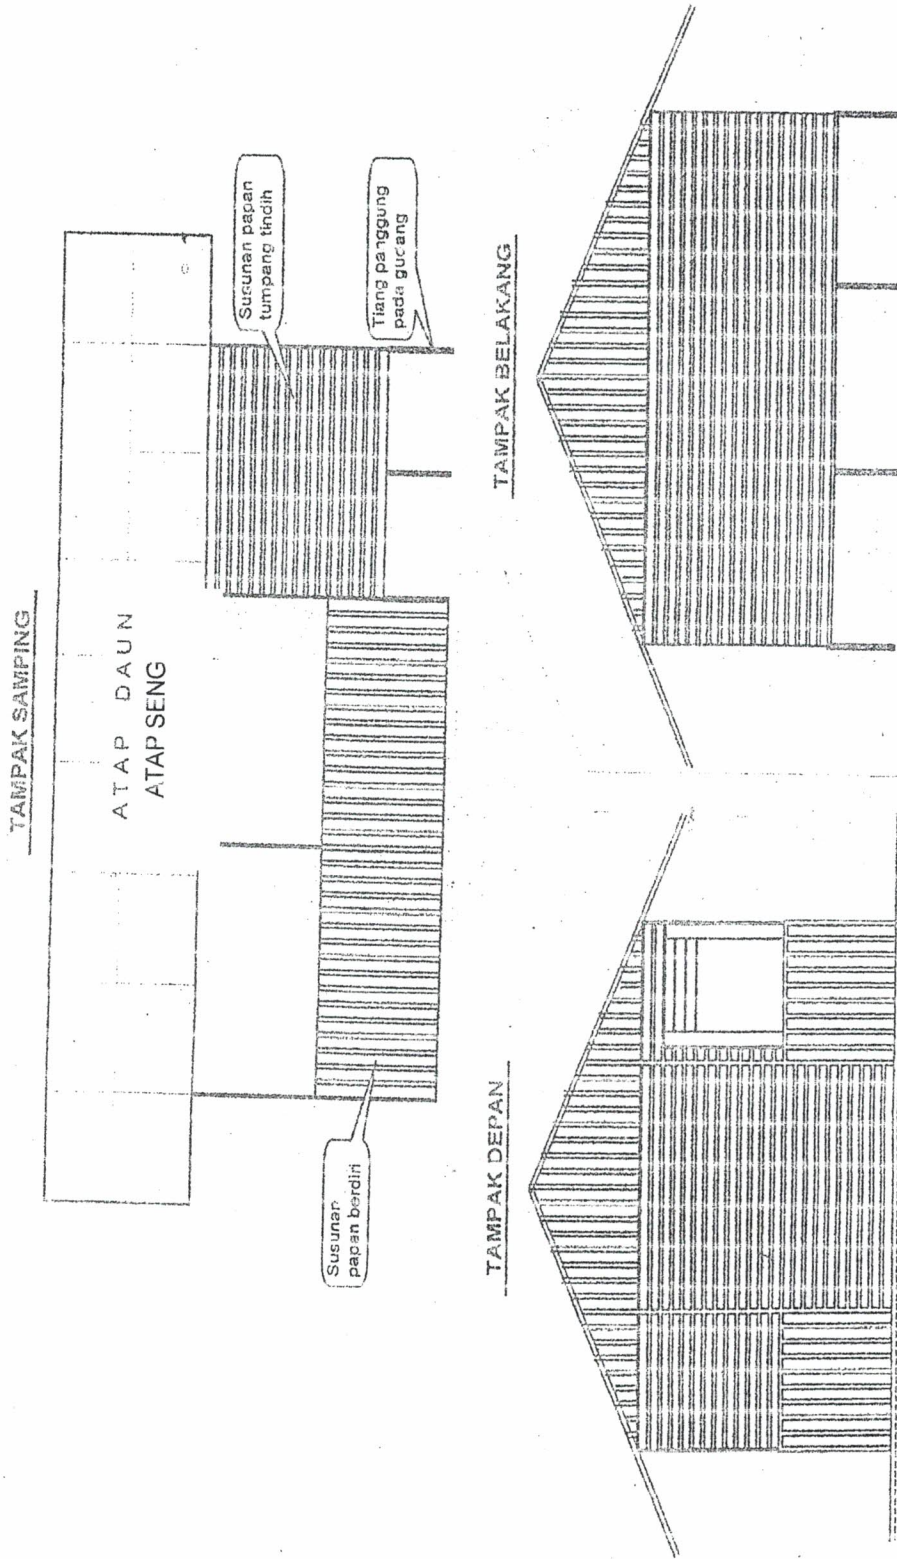 TAMPAK SAMPING
ATAP DAUN
ATAP SENG
Susunan papan
tumpang tindih
Tiang panggung
pada gudang
Susunan
papan berdiri
TAMPAK DEPAN
TAMPAK BELAKANG